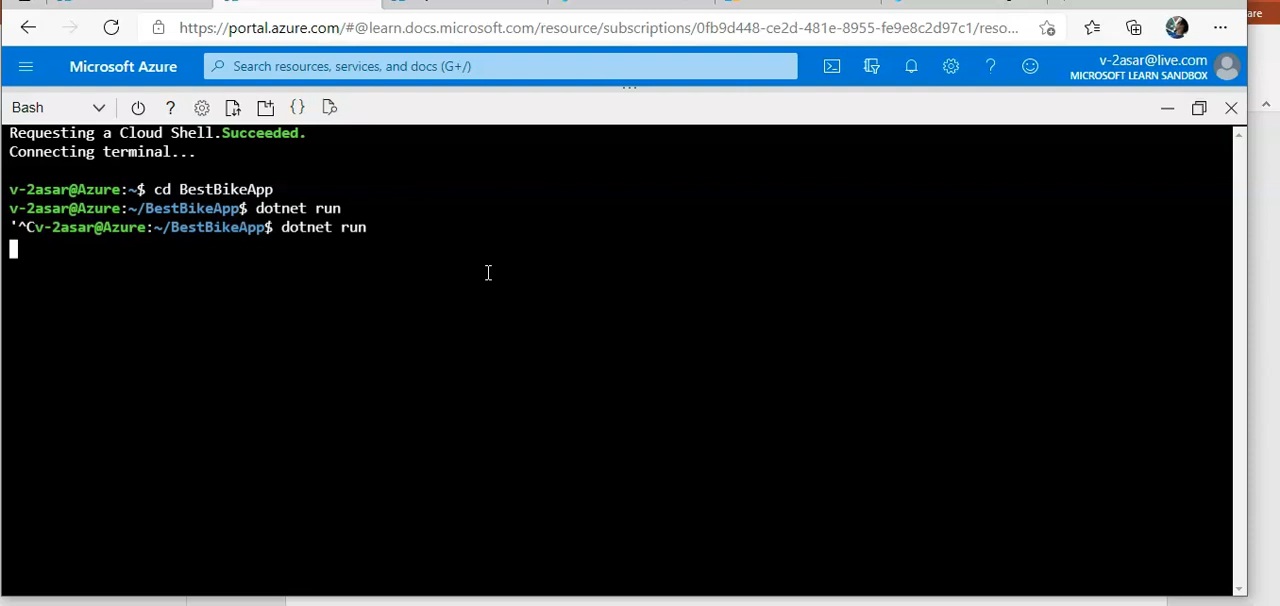 are
https://portal.azure.com/#@learn.docs.microsoft.com/resource/subscriptions/0fb9d448-ce2d-481e-8955-fe9e8c2d97c1/reso...
Microsoft Azure
Search resources, services, and docs (G+/)
v-2asar@live.com
MICROSOFT LEARN SANDBOX
Bash
Requesting a Cloud Shell.Succeeded.
Connecting terminal...
v-2asar@Azure:~$ cd BestBikeApp
v-2asar@Azure:~/BestBikeApp$ dotnet run
'^Cv-2asar@Azure:~/BestBikeApp$ dotnet run